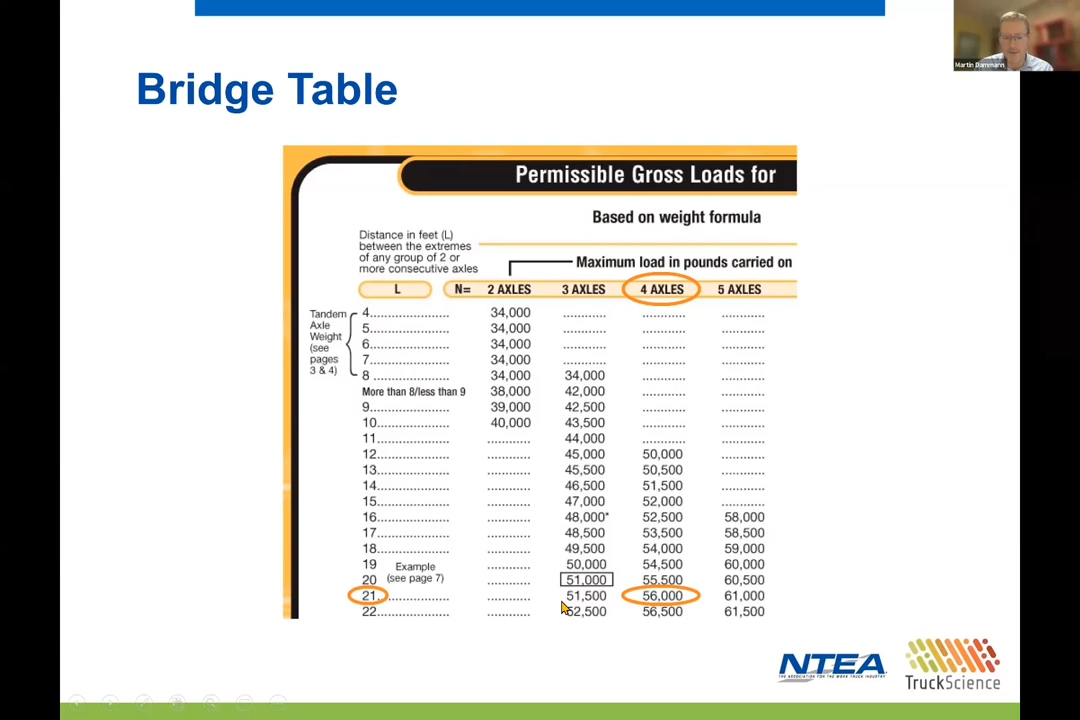 Martin Dammann
Bridge Table
Permissible Gross Loads for
Based on weight formula
Distance in feet (L)
between the extremes
of any group of 2 or
more consecutive axles
Maximum load in pounds carried on
L N= 2 AXLES 3 AXLES 4 AXLES 5 AXLES
Tandem
Axle
Weight
(see
pages
3 & 4)
4...................... 34,000 ............ ............ ............
5...................... 34,000 ............ ............ ............
6...................... 34,000 ............ ............ ............
7...................... 34,000 ............ ............ ............
8 ..................... 34,000 34,000 ............ ............
More than 8/less than 9 38,000 42,000 ............ ............
9...................... 39,000 42,500 ............ ............
10.................... 40,000 43,500 ............ ............
11.................... ............ 44,000 ............ ............
12.................... ............ 45,000 50,000 ............
13.................... ............ 45,500 50,500 ............
14.................... ............ 46,500 51,500 ............
15.................... ............ 47,000 52,000 ............
16.................... ............ 48,000* 52,500 58,000
17.................... ............ 48,500 53,500 58,500
18.................... ............ 49,500 54,000 59,000
19 Example ............ 50,000 54,500 60,000
20 (see page 7) ............ 51,000 55,500 60,500
21.................... ............ 51,500 56,000 61,000
22.................... ............ 52,500 56,500 61,500
NTEA
THE ASSOCIATION FOR THE WORK TRUCK INDUSTRY
TruckScience